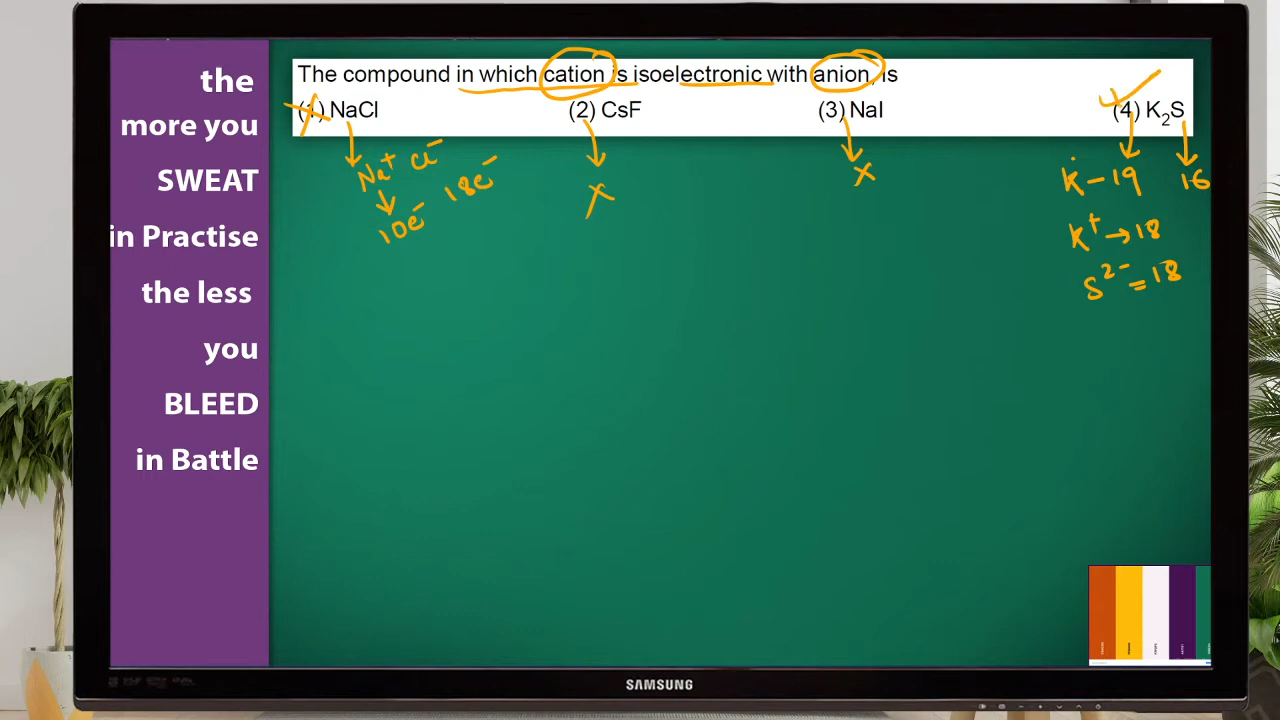 the
more you
SWEAT
in Practise
the less
you
BLEED
in Battle
The compound in which cation is isoelectronic with anion, is
(1) NaCl (2) CsF (3) NaI (4) K₂S
Na⁺ Cl⁻
10e⁻ 18e⁻
x
x
K – 19 16
K⁺ → 18
S²⁻ = 18
SAMSUNG